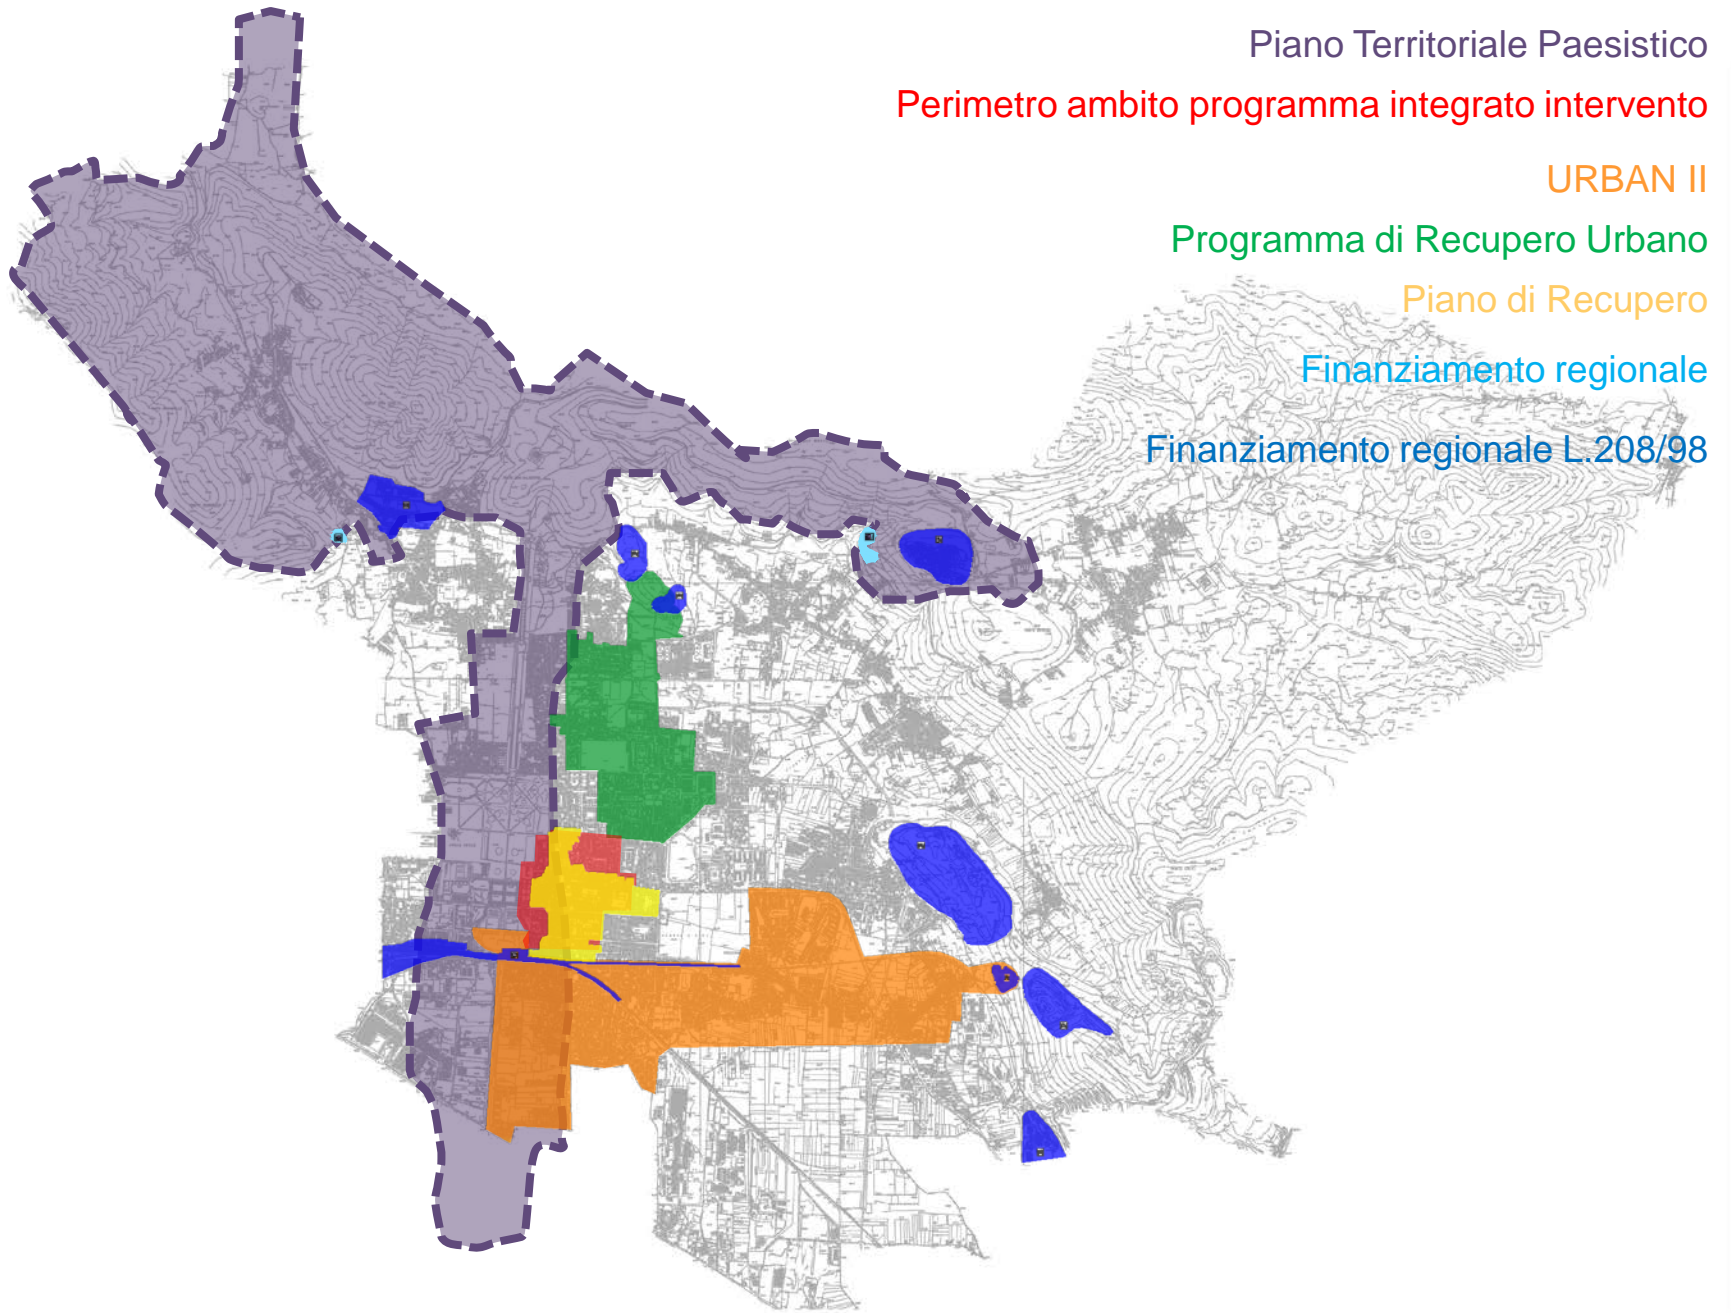 Piano Territoriale Paesistico
Perimetro ambito programma integrato intervento
URBAN II
Programma di Recupero Urbano
Piano di Recupero
Finanziamento regionale
Finanziamento regionale L.208/98